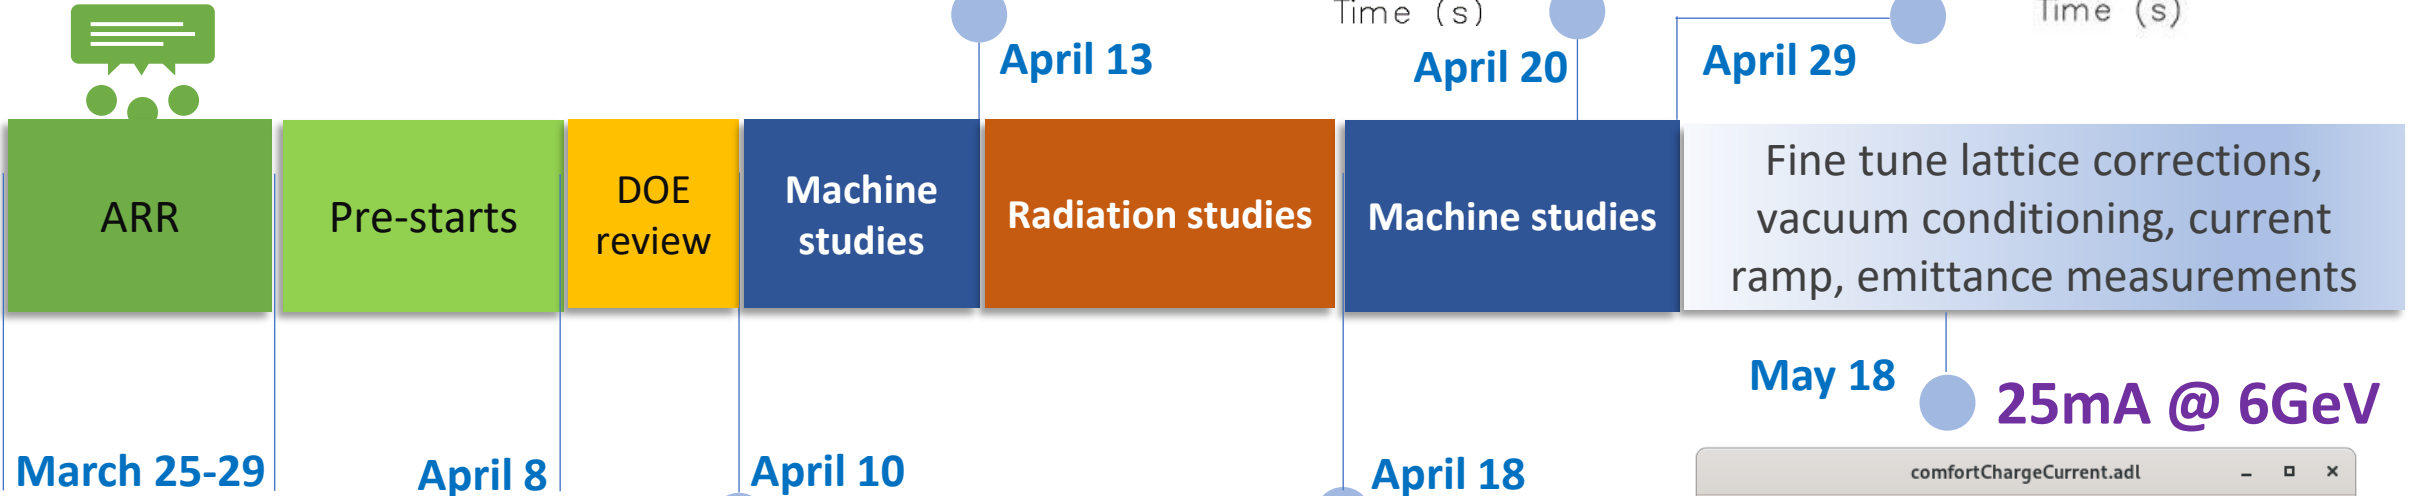 Time (s)
Time (s)
April 13
April 20
April 29
ARR
Pre-starts
DOE
review
Machine
studies
Radiation studies
Machine studies
Fine tune lattice corrections,
vacuum conditioning, current
ramp, emittance measurements
May 18
25mA @ 6GeV
March 25-29
April 8
April 10
April 18
comfortChargeCurrent.adl